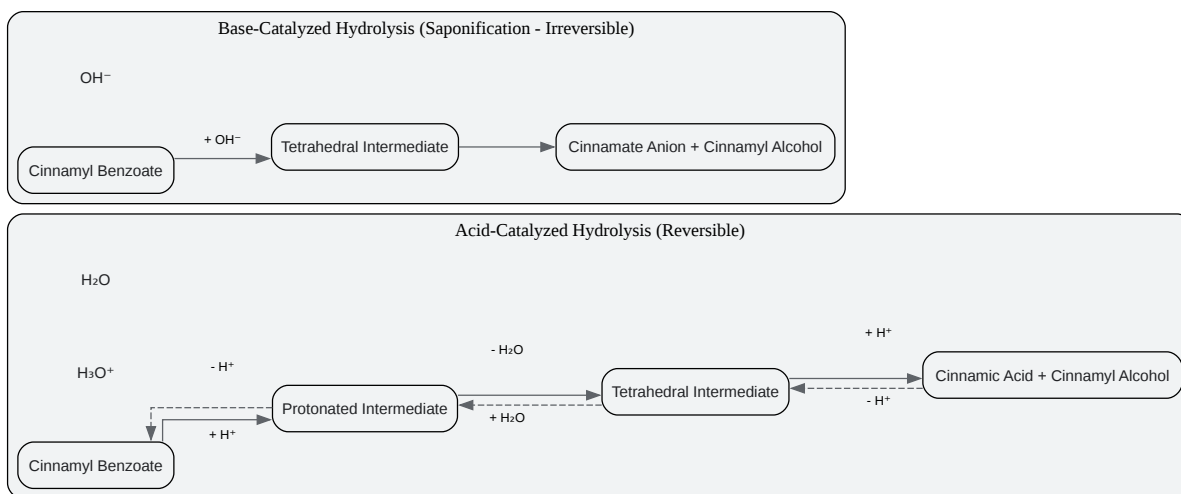 Base-Catalyzed Hydrolysis (Saponification - Irreversible)
OH⁻
+ OH⁻
Cinnamyl Benzoate
Tetrahedral Intermediate
Cinnamate Anion + Cinnamyl Alcohol
Acid-Catalyzed Hydrolysis (Reversible)
H₂O
H₃O⁺
- H⁺
- H₂O
+ H⁺
Cinnamyl Benzoate
+ H⁺
Protonated Intermediate
+ H₂O
Tetrahedral Intermediate
- H⁺
Cinnamic Acid + Cinnamyl Alcohol